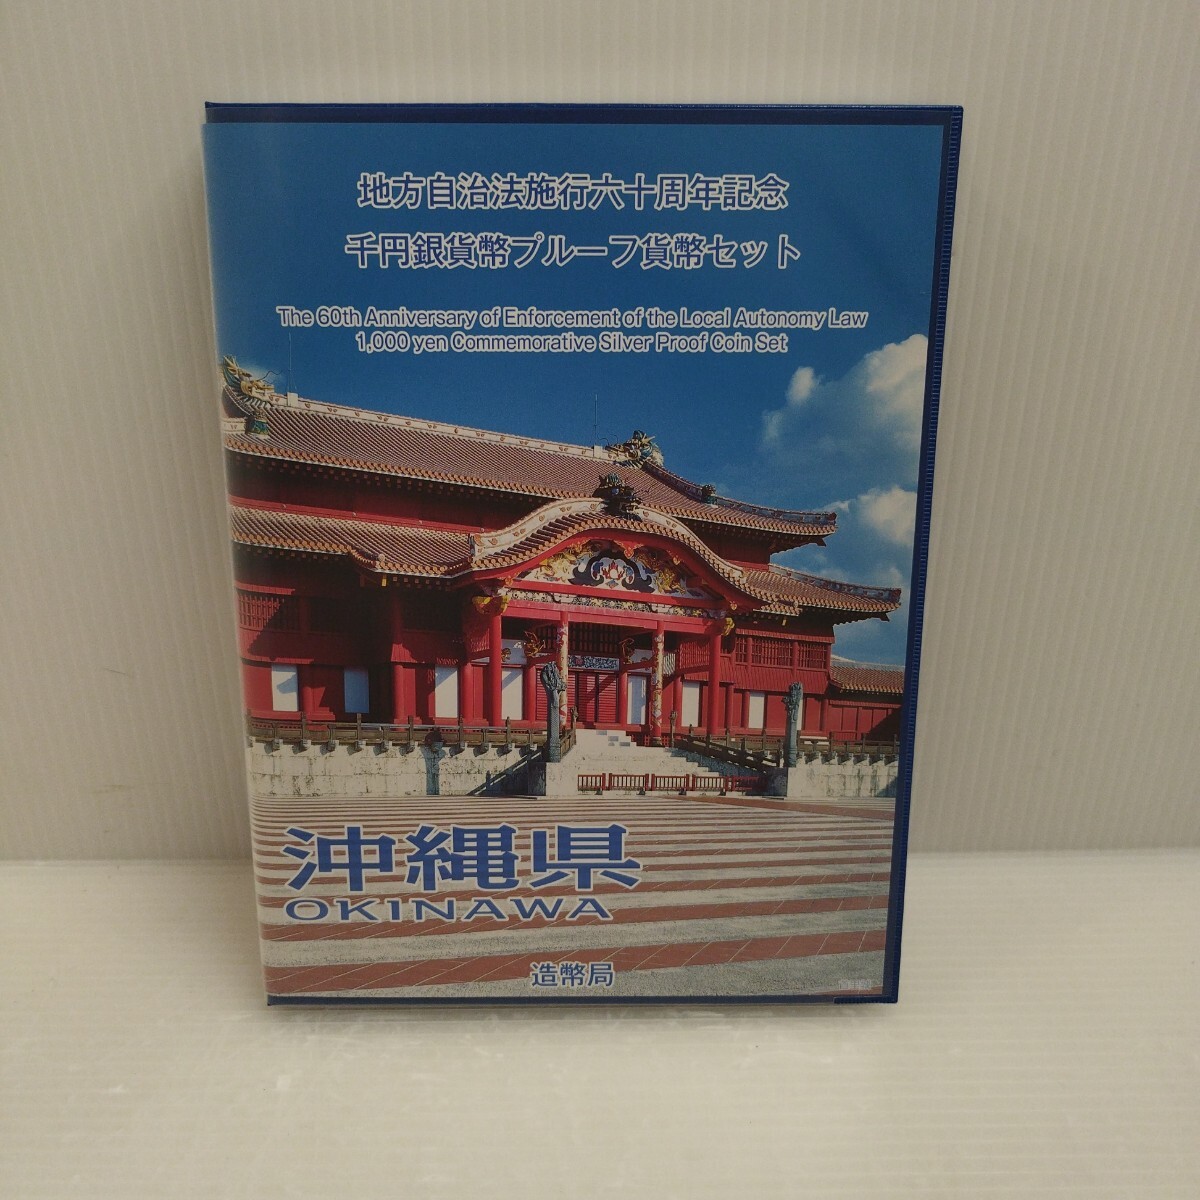 地方自治法施行六十周年記念
千円銀貨幣プルーフ貨幣セット
The 60th Anniversary of Enforcement of the Local Autonomy Law
1,000 yen Commemorative Silver Proof Coin Set
沖縄県
OKINAWA
造幣局